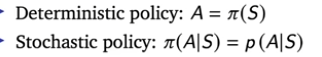 Deterministic policy: A = π(S)
Stochastic policy: π(A|S) = p(A|S)